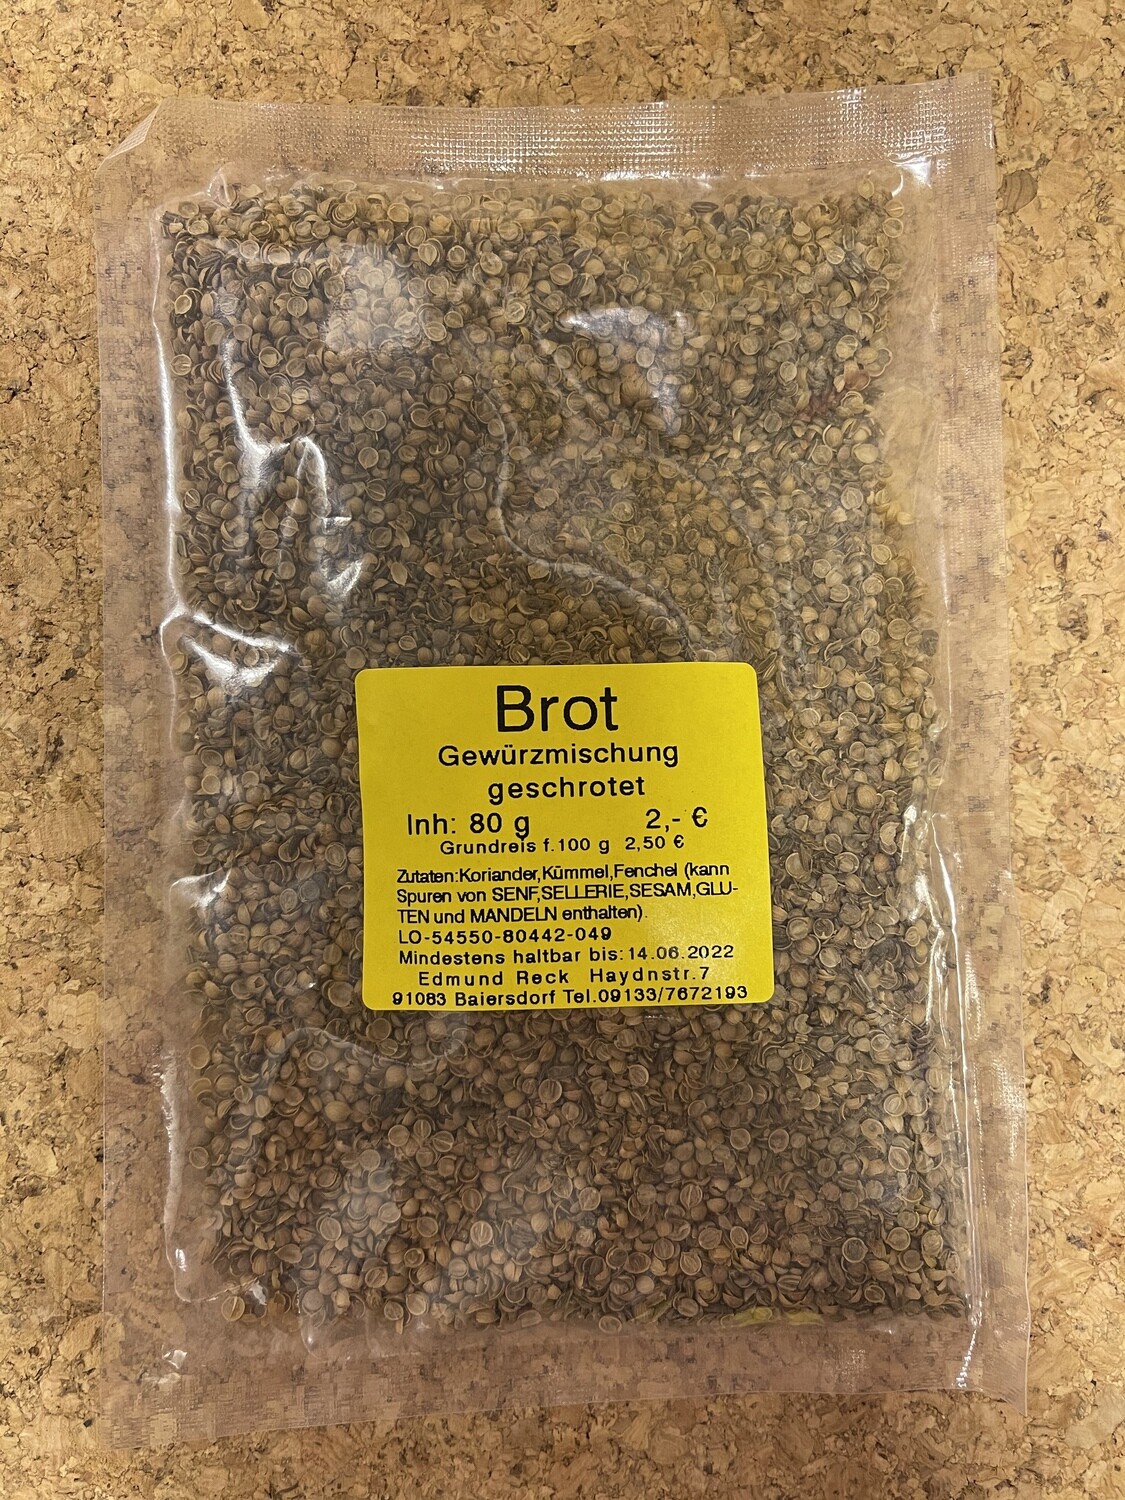 Brot
Gewürzmischung
geschrotet
Inh: 80 g 2,- €
Grundreis f.100 g 2,50 €
Zutaten:Koriander,Kümmel,Fenchel (kann
Spuren von SENF,SELLERIE,SESAM,GLU-
TEN und MANDELN enthalten).
LO-54550-80442-049
Mindestens haltbar bis:14.06.2022
Edmund Reck Haydnstr.7
91083 Baiersdorf Tel.09133/7672193